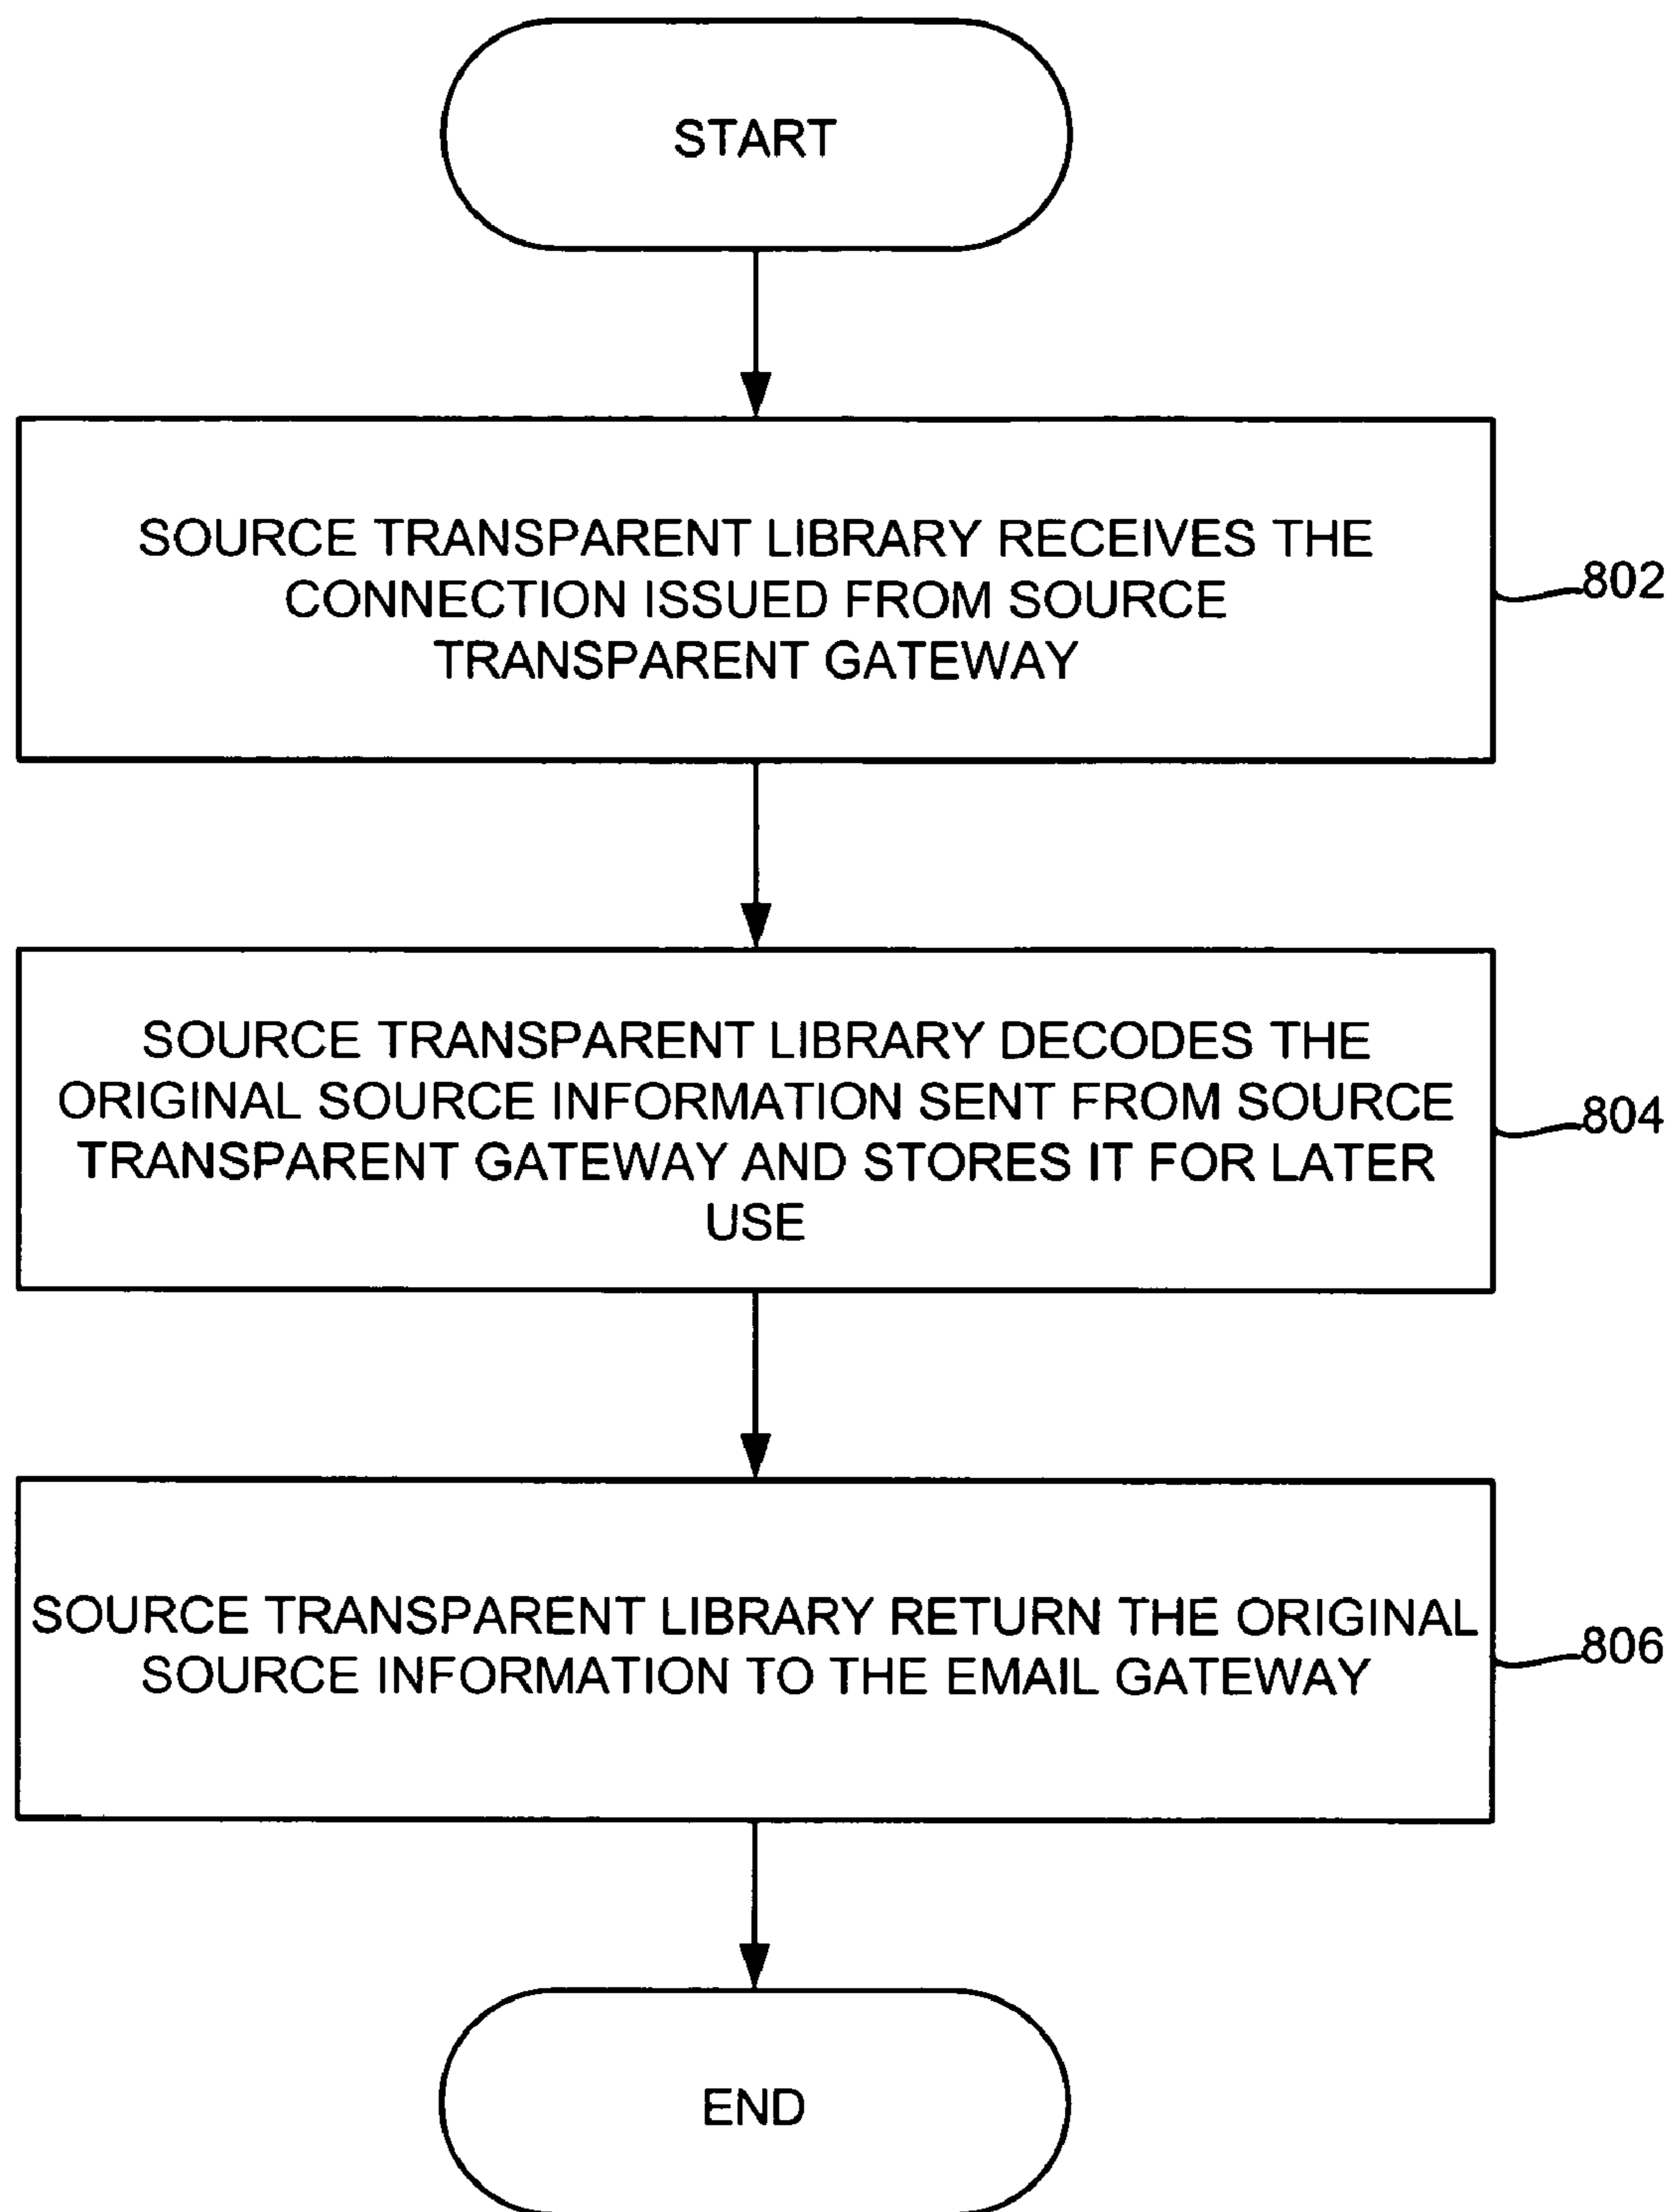 START
SOURCE TRANSPARENT LIBRARY RECEIVES THE
CONNECTION ISSUED FROM SOURCE
TRANSPARENT GATEWAY
802
SOURCE TRANSPARENT LIBRARY DECODES THE
ORIGINAL SOURCE INFORMATION SENT FROM SOURCE
TRANSPARENT GATEWAY AND STORES IT FOR LATER
USE
804
SOURCE TRANSPARENT LIBRARY RETURN THE ORIGINAL
SOURCE INFORMATION TO THE EMAIL GATEWAY
806
END